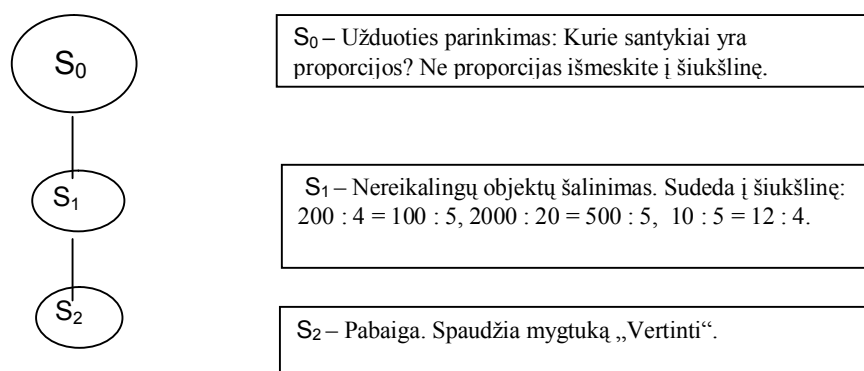 S0
S0 – Užduoties parinkimas: Kurie santykiai yra
proporcijos? Ne proporcijas išmeskite į šiukšlinę.
S1
S1 – Nereikalingų objektų šalinimas. Sudeda į šiukšlinę:
200 : 4 = 100 : 5, 2000 : 20 = 500 : 5, 10 : 5 = 12 : 4.
S2
S2 – Pabaiga. Spaudžia mygtuką „Vertinti“.